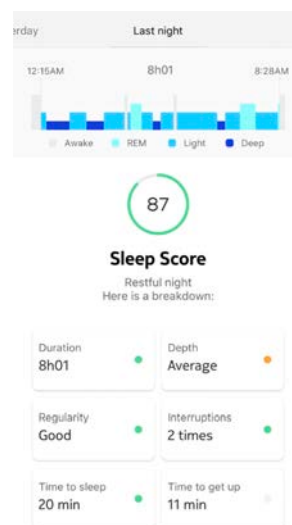 erday Last night
12:15AM 8h01 8:28AM
Awake REM Light Deep
87
Sleep Score
Restful night
Here is a breakdown:
Duration Depth
8h01 Average
Regularity Interruptions
Good 2 times
Time to sleep Time to get up
20 min 11 min